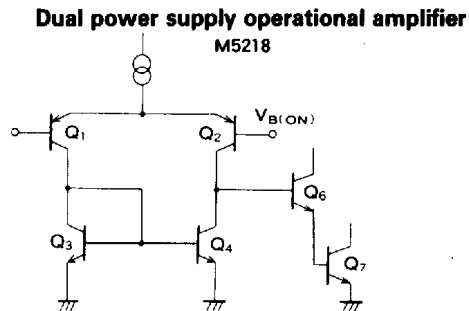 Dual power supply operational amplifier
M5218
Q1
Q2
VB(ON)
Q6
Q3
Q4
Q7